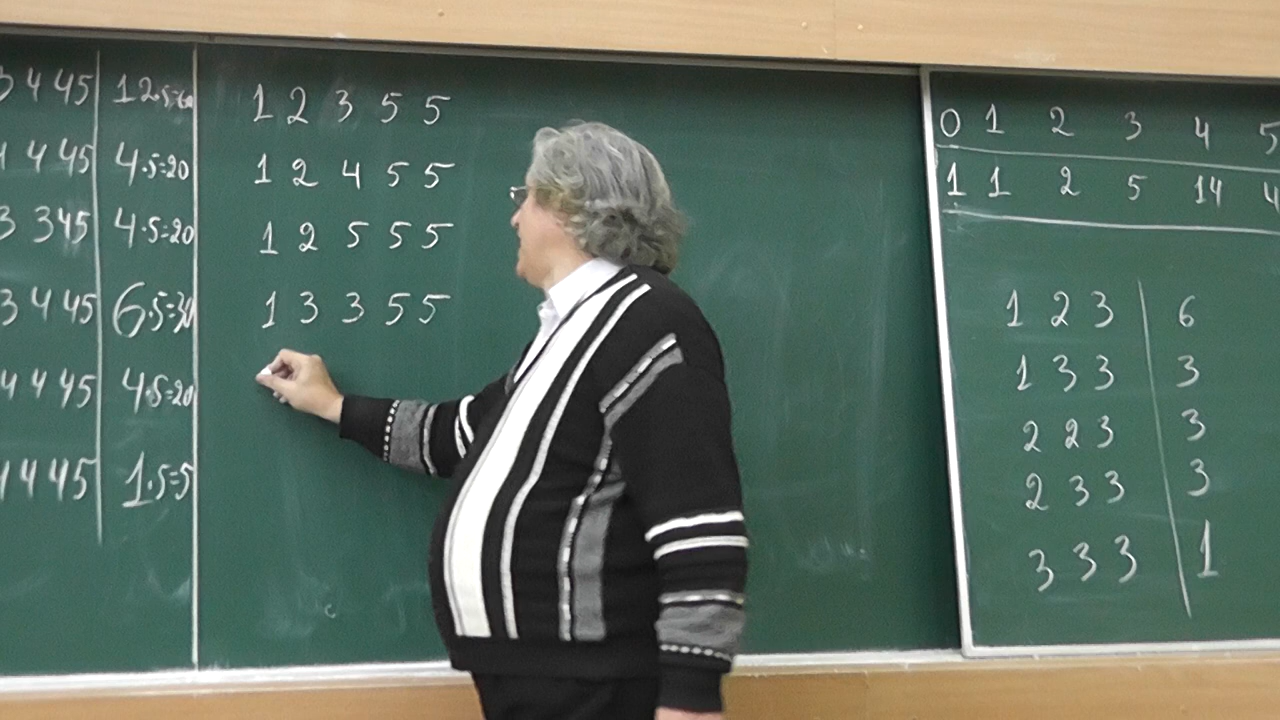 3 4 45 12·5=60
1 4 45 4·5=20
3 345 4·5=20
3 4 45 6·5=30
4 4 45 4·5=20
1 4 45 1·5=5
1 2 3 5 5
1 2 4 5 5
1 2 5 5 5
1 3 3 5 5
0 1 2 3 4 5
1 1 2 5 14 4
1 2 3 6
1 3 3 3
2 2 3 3
2 3 3 3
3 3 3 1